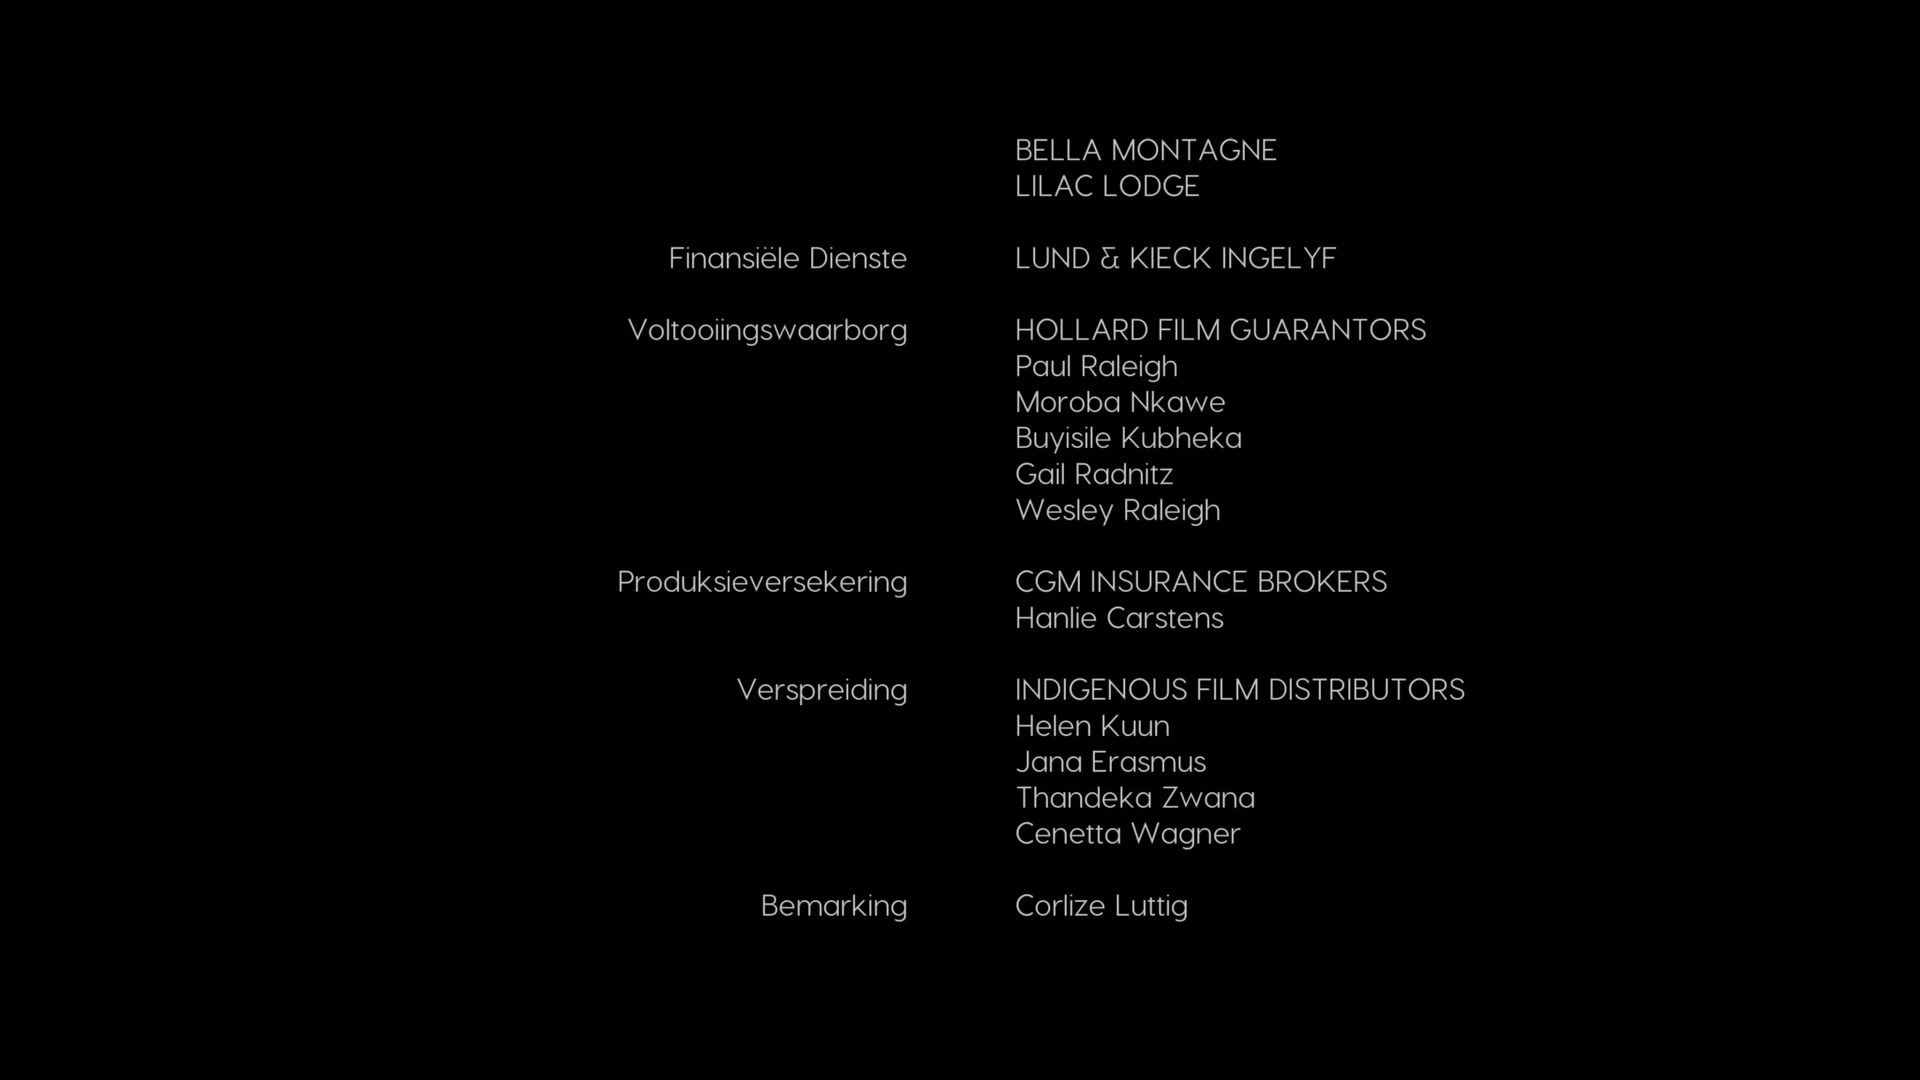 BELLA MONTAGNE
LILAC LODGE
Finansiële Dienste LUND & KIECK INGELYF
Voltooiingswaarborg HOLLARD FILM GUARANTORS
Paul Raleigh
Moroba Nkawe
Buyisile Kubheka
Gail Radnitz
Wesley Raleigh
Produksieversekering CGM INSURANCE BROKERS
Hanlie Carstens
Verspreiding INDIGENOUS FILM DISTRIBUTORS
Helen Kuun
Jana Erasmus
Thandeka Zwana
Cenetta Wagner
Bemarking Corlize Luttig